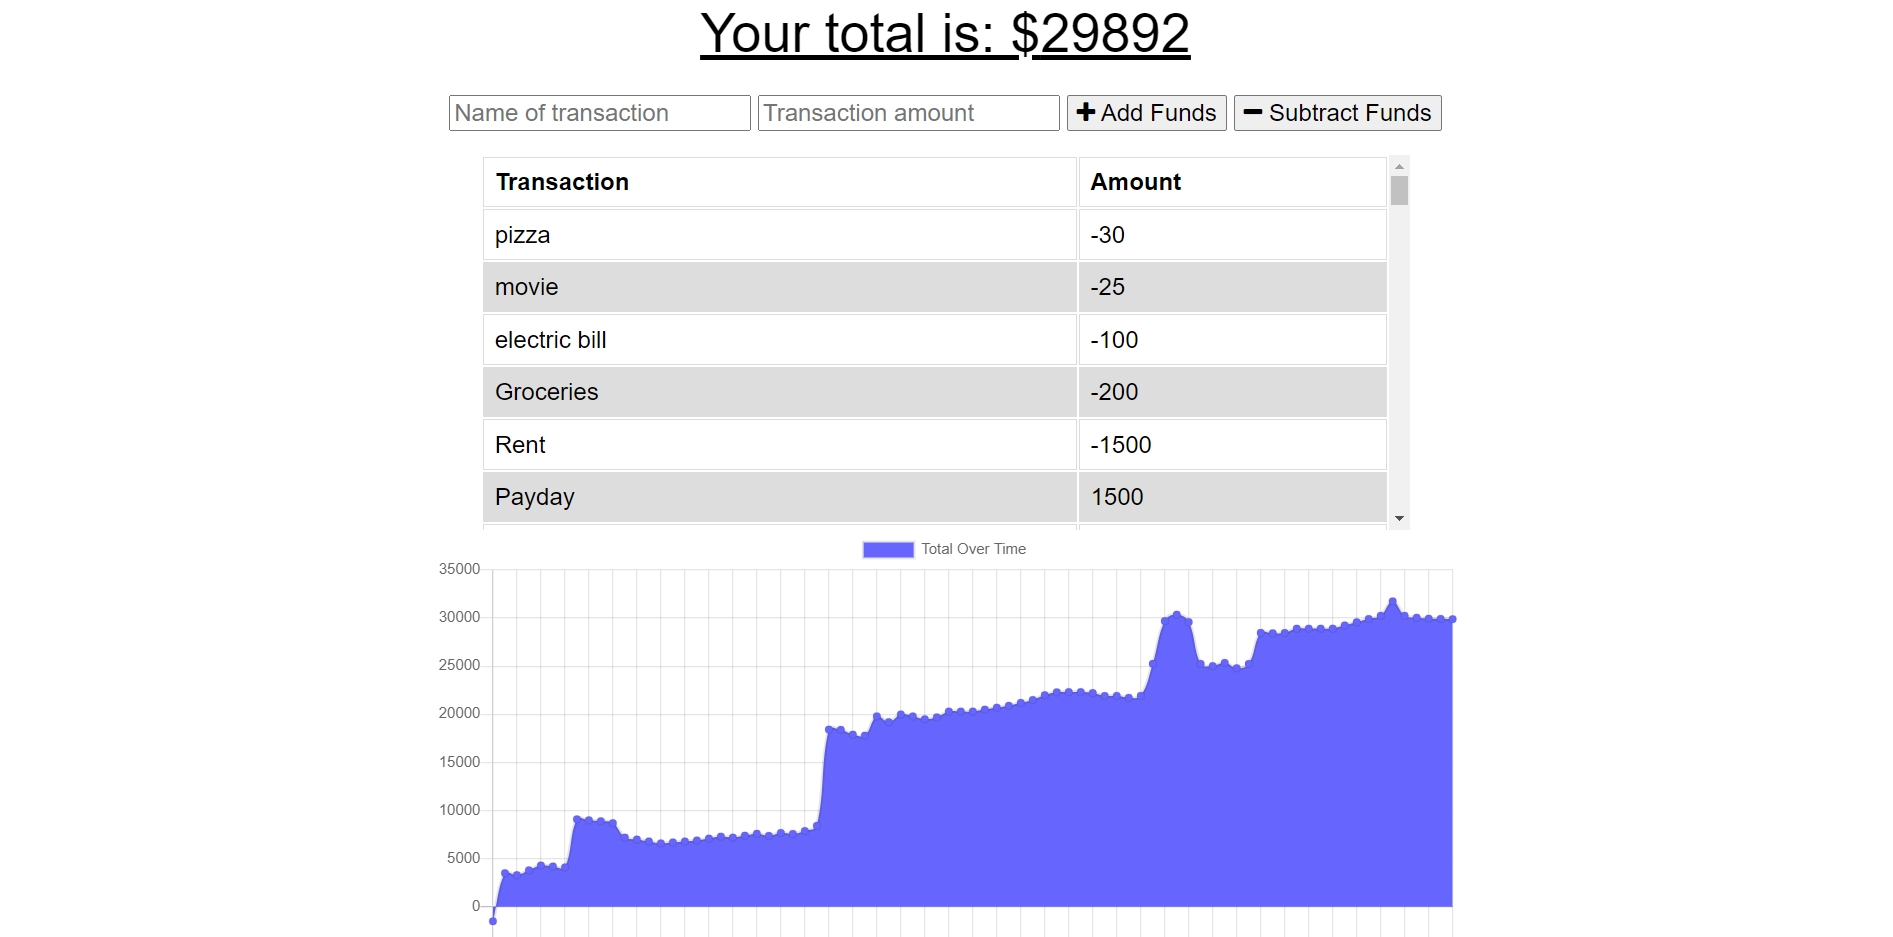 Your total is: $29892
Name of transaction Transaction amount Add Funds Subtract Funds
Transaction Amount
pizza -30
movie -25
electric bill -100
Groceries -200
Rent -1500
Payday 1500
Total Over Time
35000
30000
25000
20000
15000
10000
5000
0